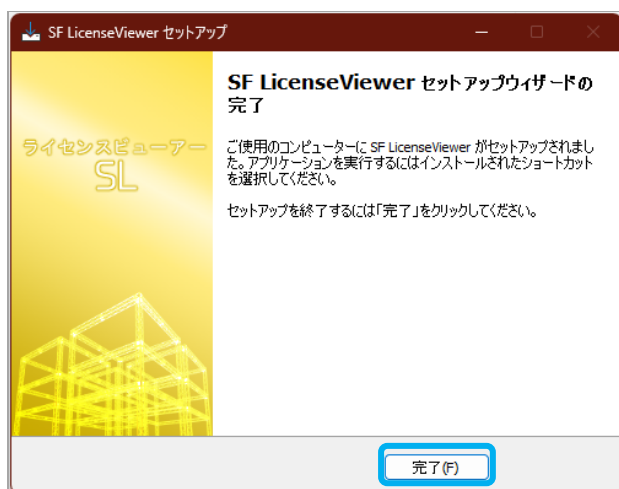 SF LicenseViewer セットアップ
SF LicenseViewer セットアップウィザードの
完了
ライセンスビューアー
SL
ご使用のコンピューターに SF LicenseViewer がセットアップされまし
た。アプリケーションを実行するにはインストールされたショートカット
を選択してください。
セットアップを終了するには「完了」をクリックしてください。
完了(F)